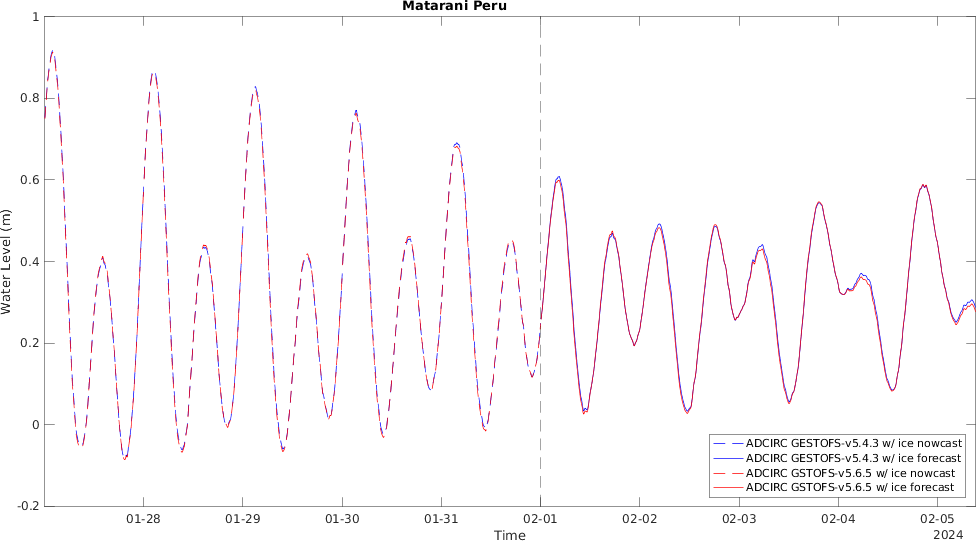 Matarani Peru
1
0.8
0.6
0.4
0.2
0
-0.2
Water Level (m)
01-28 01-29 01-30 01-31 02-01 02-02 02-03 02-04 02-05
Time
2024
ADCIRC GESTOFS-v5.4.3 w/ ice nowcast
ADCIRC GESTOFS-v5.4.3 w/ ice forecast
ADCIRC GSTOFS-v5.6.5 w/ ice nowcast
ADCIRC GSTOFS-v5.6.5 w/ ice forecast